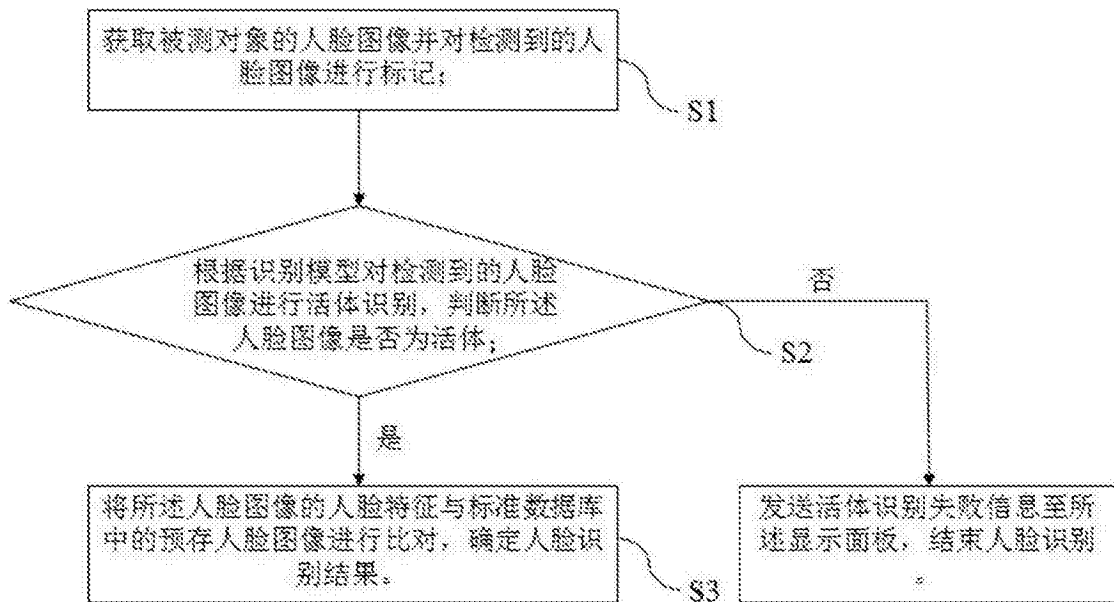 获取被测对象的人脸图像并对检测到的人
脸图像进行标记；
S1
根据识别模型对检测到的人脸
图像进行活体识别，判断所述
人脸图像是否为活体；
否
S2
是
将所述人脸图像的人脸特征与标准数据库
中的预存人脸图像进行比对，确定人脸识
别结果。
发送活体识别失败信息至所
述显示面板，结束人脸识别
。
S3